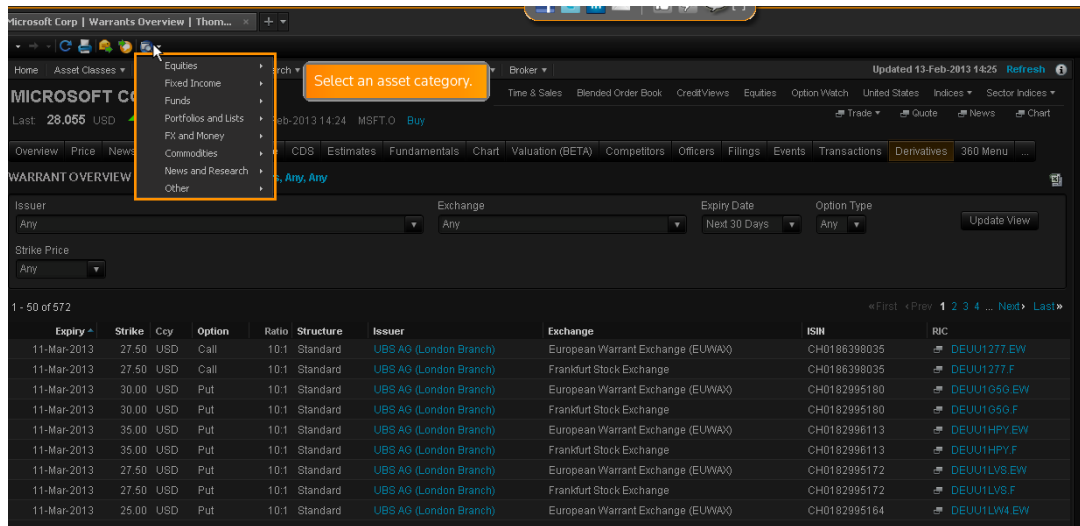 Microsoft Corp | Warrants Overview | Thom... × + ▾
Home Asset Classes ▾ rch ▾ ▾ Broker ▾ Updated 13-Feb-2013 14:25 Refresh
Equities
Fixed Income
Funds
Portfolios and Lists
FX and Money
Commodities
News and Research
Other
Select an asset category.
MICROSOFT CO Time & Sales Blended Order Book CreditViews Equities Option Watch United States Indices ▾ Sector Indices ▾
Last: 28.055 USD eb-2013 14:24 MSFT.O Buy Trade ▾ Quote News Chart
Overview Price News CDS Estimates Fundamentals Chart Valuation (BETA) Competitors Officers Filings Events Transactions Derivatives 360 Menu ...
WARRANT OVERVIEW s, Any, Any
Issuer Exchange Expiry Date Option Type
Any Any Next 30 Days Any Update View
Strike Price
Any
1 - 50 of 572 «First ‹Prev 1 2 3 4 ... Next› Last»
Expiry Strike Ccy Option Ratio Structure Issuer Exchange ISIN RIC
11-Mar-2013 27.50 USD Call 10:1 Standard UBS AG (London Branch) European Warrant Exchange (EUWAX) CH0186398035 DEUU1277.EW
11-Mar-2013 27.50 USD Call 10:1 Standard UBS AG (London Branch) Frankfurt Stock Exchange CH0186398035 DEUU1277.F
11-Mar-2013 30.00 USD Put 10:1 Standard UBS AG (London Branch) European Warrant Exchange (EUWAX) CH0182995180 DEUU1G5G.EW
11-Mar-2013 30.00 USD Put 10:1 Standard UBS AG (London Branch) Frankfurt Stock Exchange CH0182995180 DEUU1G5G.F
11-Mar-2013 35.00 USD Put 10:1 Standard UBS AG (London Branch) European Warrant Exchange (EUWAX) CH0182996113 DEUU1HPY.EW
11-Mar-2013 35.00 USD Put 10:1 Standard UBS AG (London Branch) Frankfurt Stock Exchange CH0182996113 DEUU1HPY.F
11-Mar-2013 27.50 USD Put 10:1 Standard UBS AG (London Branch) European Warrant Exchange (EUWAX) CH0182995172 DEUU1LVS.EW
11-Mar-2013 27.50 USD Put 10:1 Standard UBS AG (London Branch) Frankfurt Stock Exchange CH0182995172 DEUU1LVS.F
11-Mar-2013 25.00 USD Put 10:1 Standard UBS AG (London Branch) European Warrant Exchange (EUWAX) CH0182995164 DEUU1LW4.EW